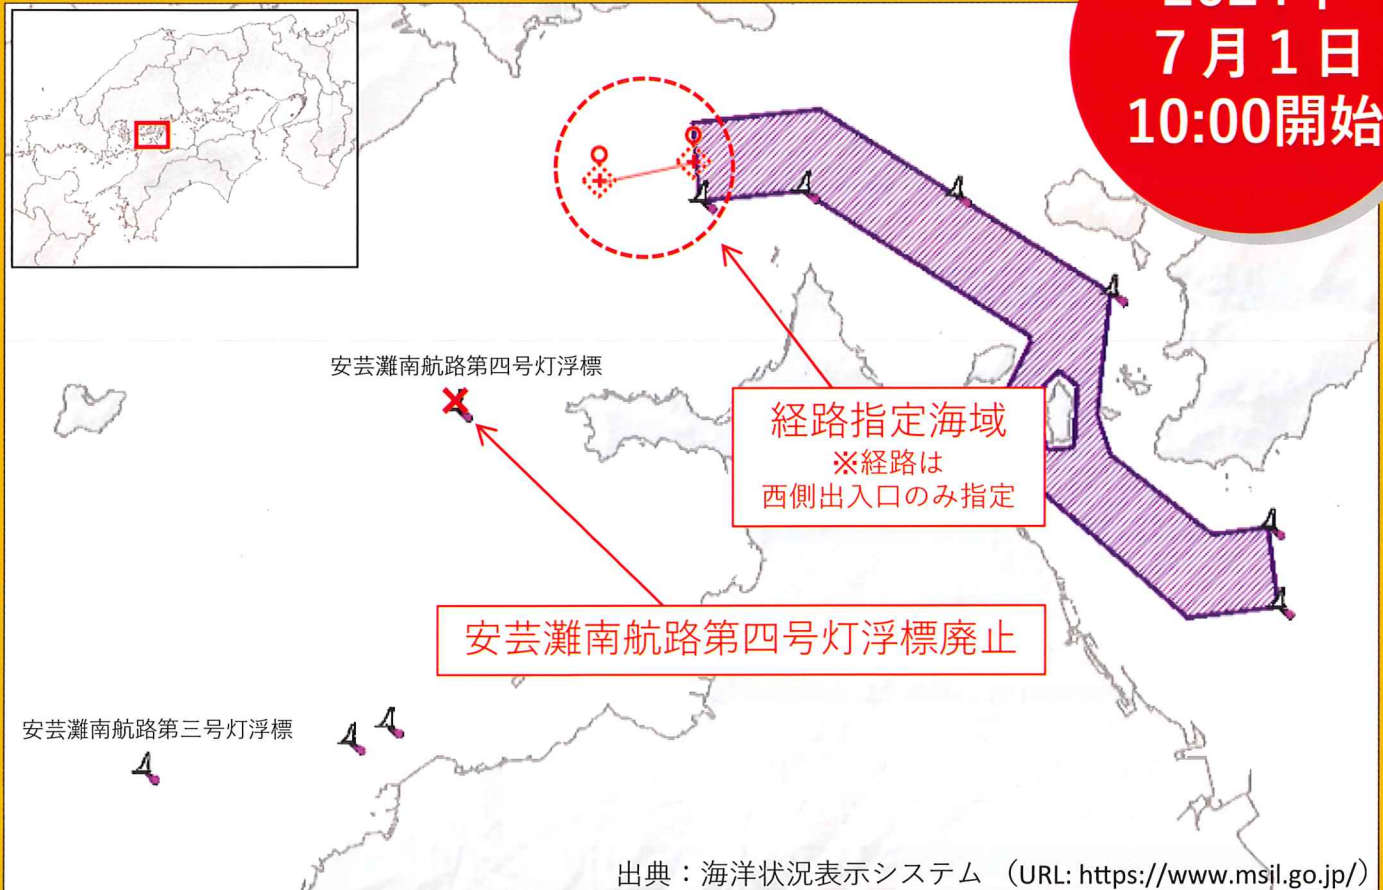 7月1日
10:00開始
安芸灘南航路第四号灯浮標
経路指定海域
※経路は
西側出入口のみ指定
安芸灘南航路第四号灯浮標廃止
安芸灘南航路第三号灯浮標
出典:海洋状況表示システム (URL: https://www.msil.go.jp/)